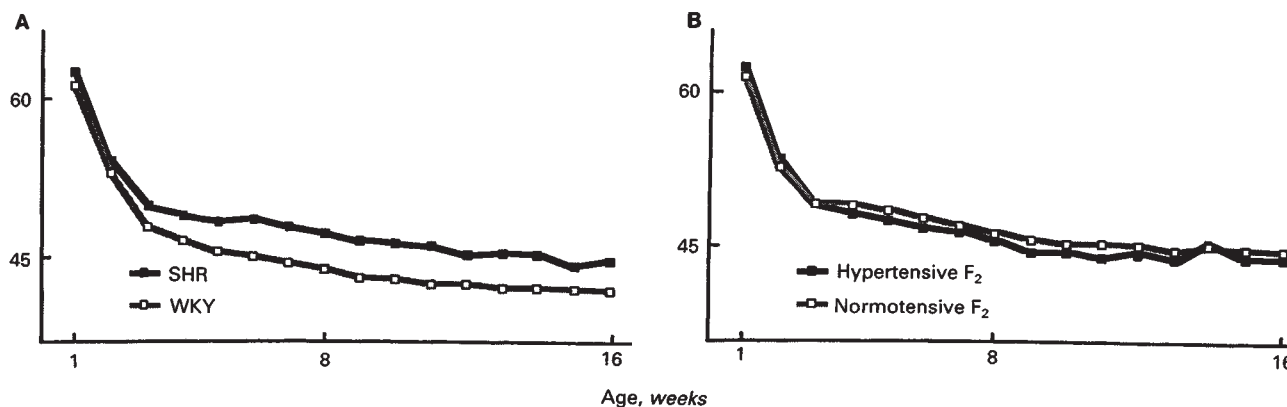 A
60
45
SHR
WKY
1
8
16
B
60
45
Hypertensive F₂
Normotensive F₂
1
8
16
Age, weeks